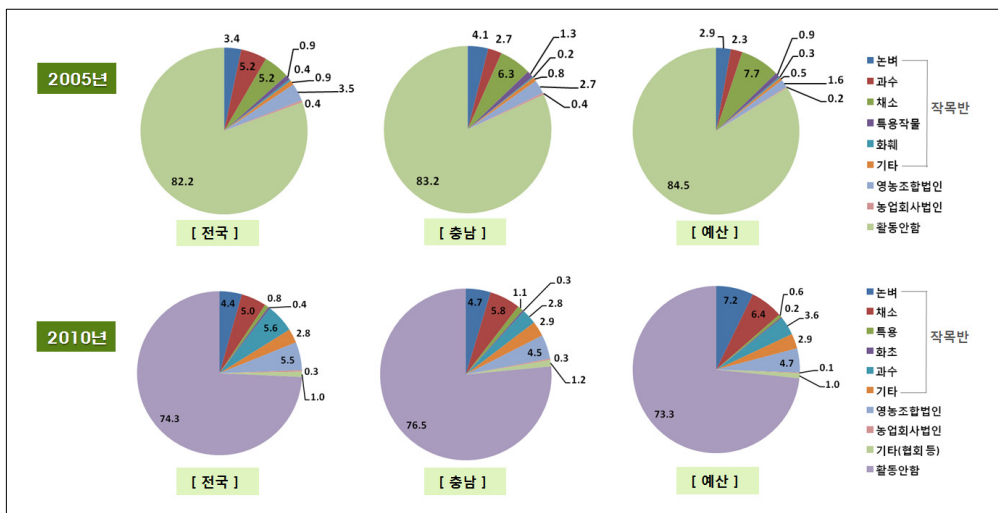 2005년
3.4
5.2
5.2
0.9
0.4
0.9
3.5
0.4
82.2
[ 전국 ]
4.1
2.7
6.3
1.3
0.2
0.8
2.7
0.4
83.2
[ 충남 ]
2.9
2.3
7.7
0.9
0.3
0.5
1.6
0.2
84.5
[ 예산 ]
논벼
과수
채소
특용작물
화훼
기타
작목반
영농조합법인
농업회사법인
활동안함
2010년
4.4
5.0
0.8
0.4
5.6
2.8
5.5
0.3
1.0
74.3
[ 전국 ]
4.7
5.8
1.1
0.3
2.8
2.9
4.5
0.3
1.2
76.5
[ 충남 ]
7.2
6.4
0.6
0.2
3.6
2.9
4.7
0.1
1.0
73.3
[ 예산 ]
논벼
채소
특용
화초
과수
기타
작목반
영농조합법인
농업회사법인
기타(협회 등)
활동안함